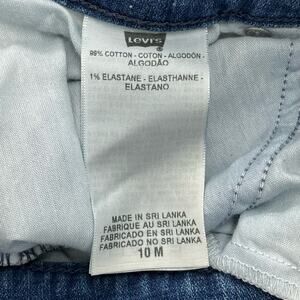 Levi's
99% COTTON - COTON - ALGODÓN -
ALGODÃO
1% ELASTANE - ELASTHANNE -
ELASTANO
MADE IN SRI LANKA
FABRIQUE AU SRI LANKA
FABRICADO EN SRI LANKA
FABRICADO NO SRI LANKA
10 M